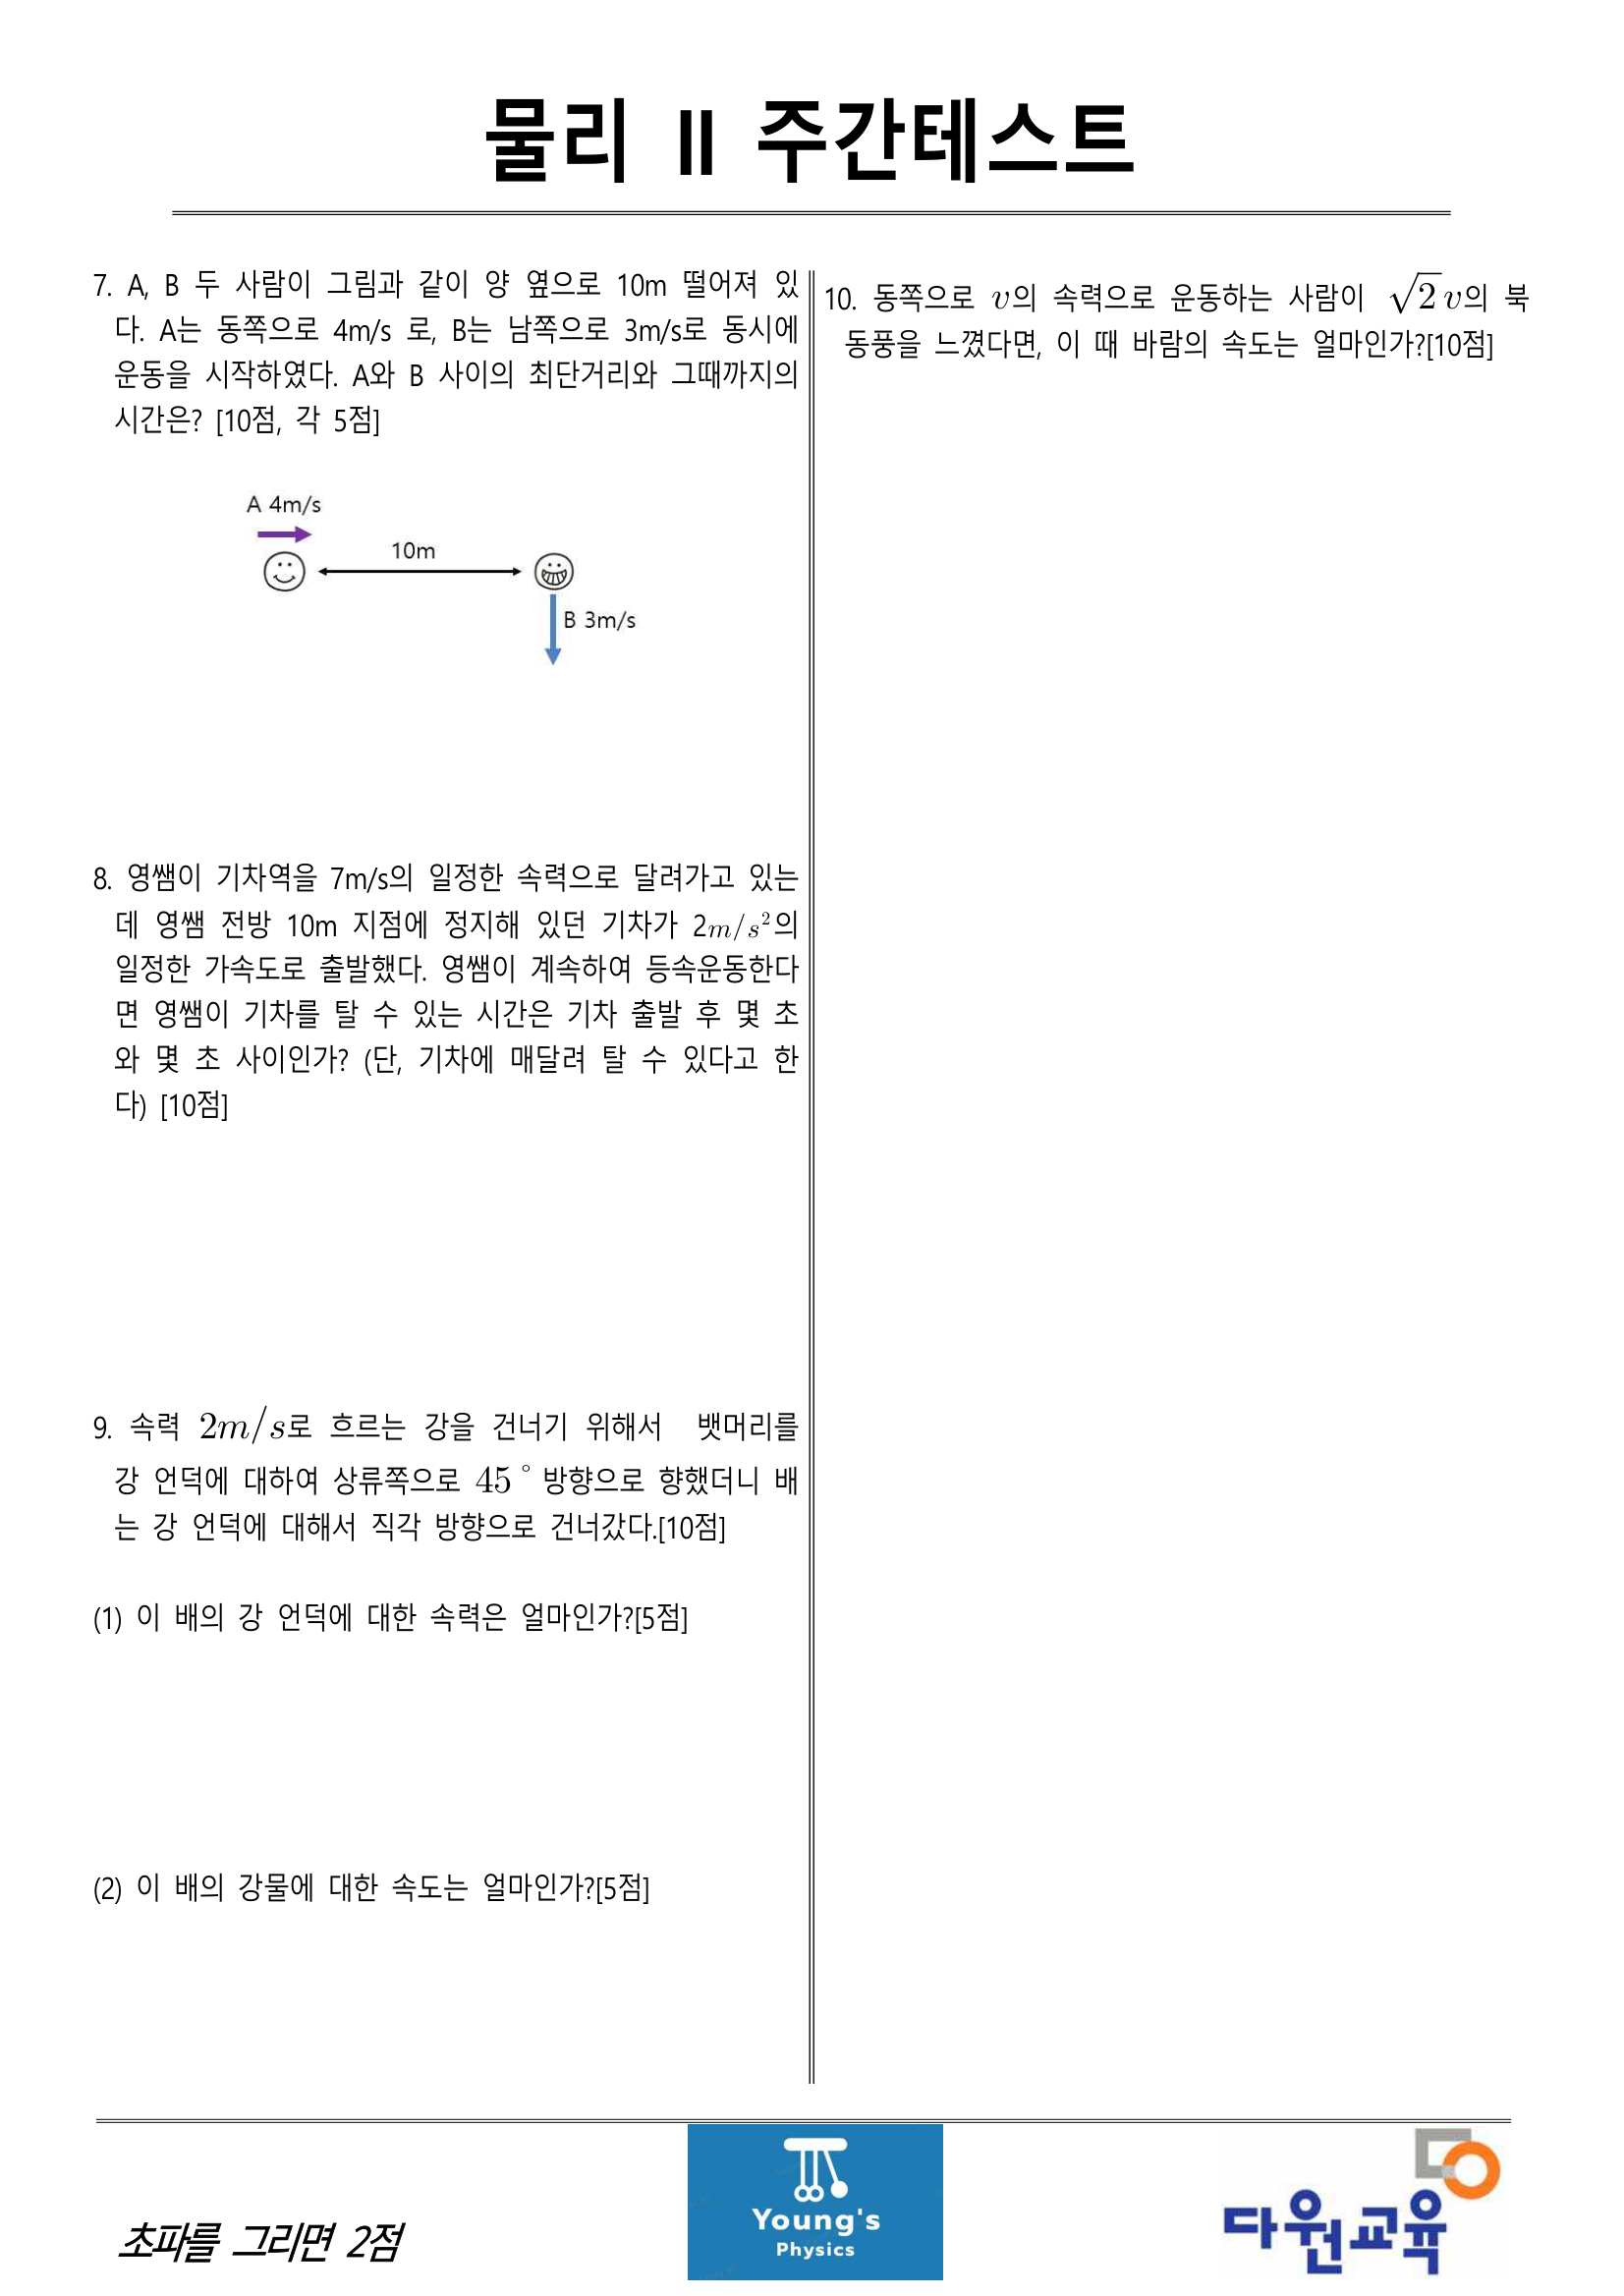 물리 Ⅱ 주간테스트
7. A, B 두 사람이 그림과 같이 양 옆으로 10m 떨어져 있
다. A는 동쪽으로 4m/s 로, B는 남쪽으로 3m/s로 동시에
운동을 시작하였다. A와 B 사이의 최단거리와 그때까지의
시간은? [10점, 각 5점]
A 4m/s
10m
B 3m/s
8. 영쌤이 기차역을 7m/s의 일정한 속력으로 달려가고 있는
데 영쌤 전방 10m 지점에 정지해 있던 기차가 2m/s²의
일정한 가속도로 출발했다. 영쌤이 계속하여 등속운동한다
면 영쌤이 기차를 탈 수 있는 시간은 기차 출발 후 몇 초
와 몇 초 사이인가? (단, 기차에 매달려 탈 수 있다고 한
다) [10점]
9. 속력 2m/s로 흐르는 강을 건너기 위해서 뱃머리를
강 언덕에 대하여 상류쪽으로 45° 방향으로 향했더니 배
는 강 언덕에 대해서 직각 방향으로 건너갔다.[10점]
(1) 이 배의 강 언덕에 대한 속력은 얼마인가?[5점]
(2) 이 배의 강물에 대한 속도는 얼마인가?[5점]
10. 동쪽으로 v의 속력으로 운동하는 사람이 √2v의 북
동풍을 느꼈다면, 이 때 바람의 속도는 얼마인가?[10점]
초파를 그리면 2점
Young's
Physics
다원교육